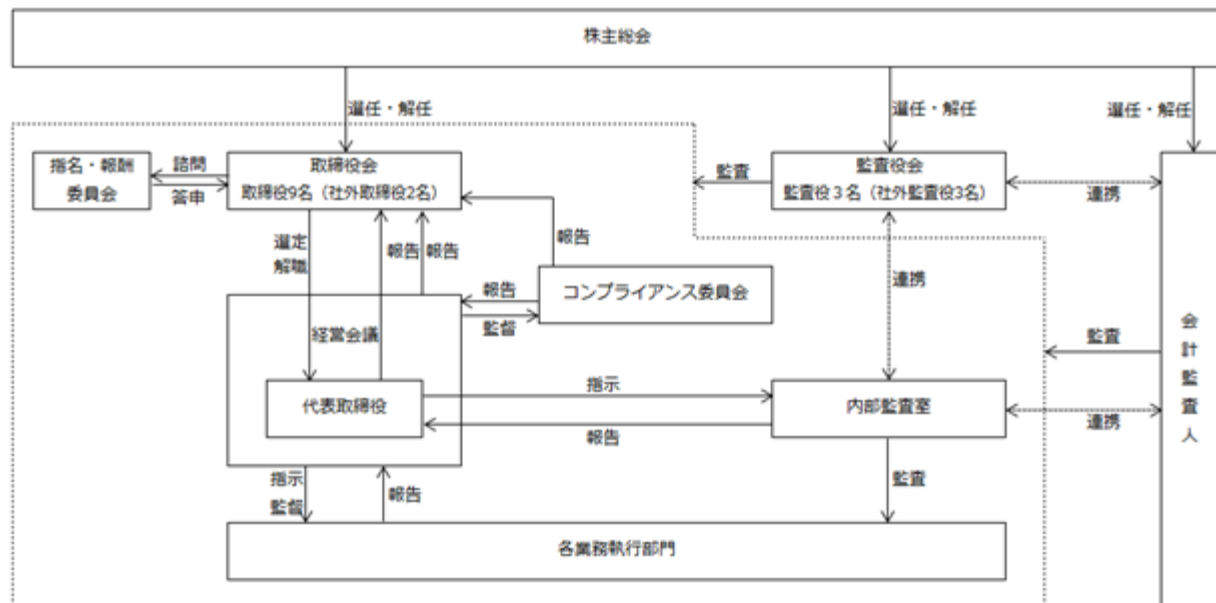 株主総会
選任・解任
選任・解任
選任・解任
指名・報酬
委員会
諮問
答申
取締役会
取締役9名（社外取締役2名）
監査
監査役会
監査役３名（社外監査役3名）
連携
選定
解職
報告
報告
報告
コンプライアンス委員会
報告
監督
連携
経営会議
代表取締役
指示
報告
内部監査室
監査
連携
会計監査人
指示
監督
報告
監査
各業務執行部門